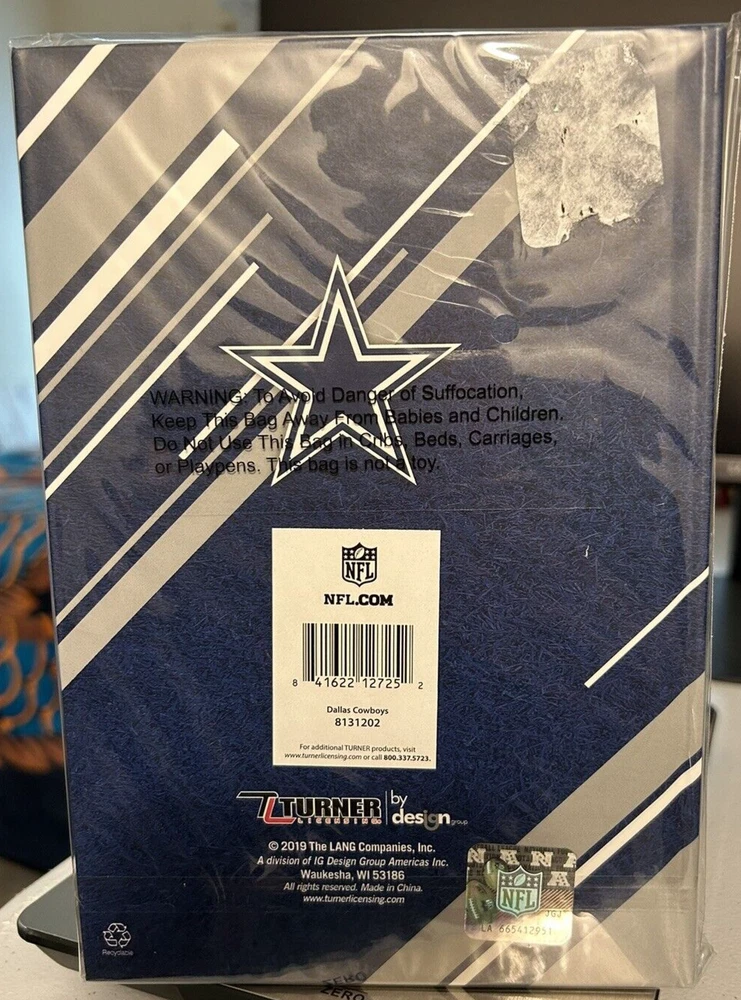 WARNING: To Avoid Danger of Suffocation,
Keep This Bag Away From Babies and Children.
Do Not Use This Bag in Cribs, Beds, Carriages,
or Playpens. This bag is not a toy.
NFL
NFL.COM
8 41622 12725 2
Dallas Cowboys
8131202
For additional TURNER products, visit
www.turnerlicensing.com or call 800.337.5723.
TURNER
LICENSING
by
design group
© 2019 The LANG Companies, Inc.
A division of IG Design Group Americas Inc.
Waukesha, WI 53186
All rights reserved. Made in China.
www.turnerlicensing.com
NFL
JGJ
LA 665412951
Recyclable
ZERO
ZERO